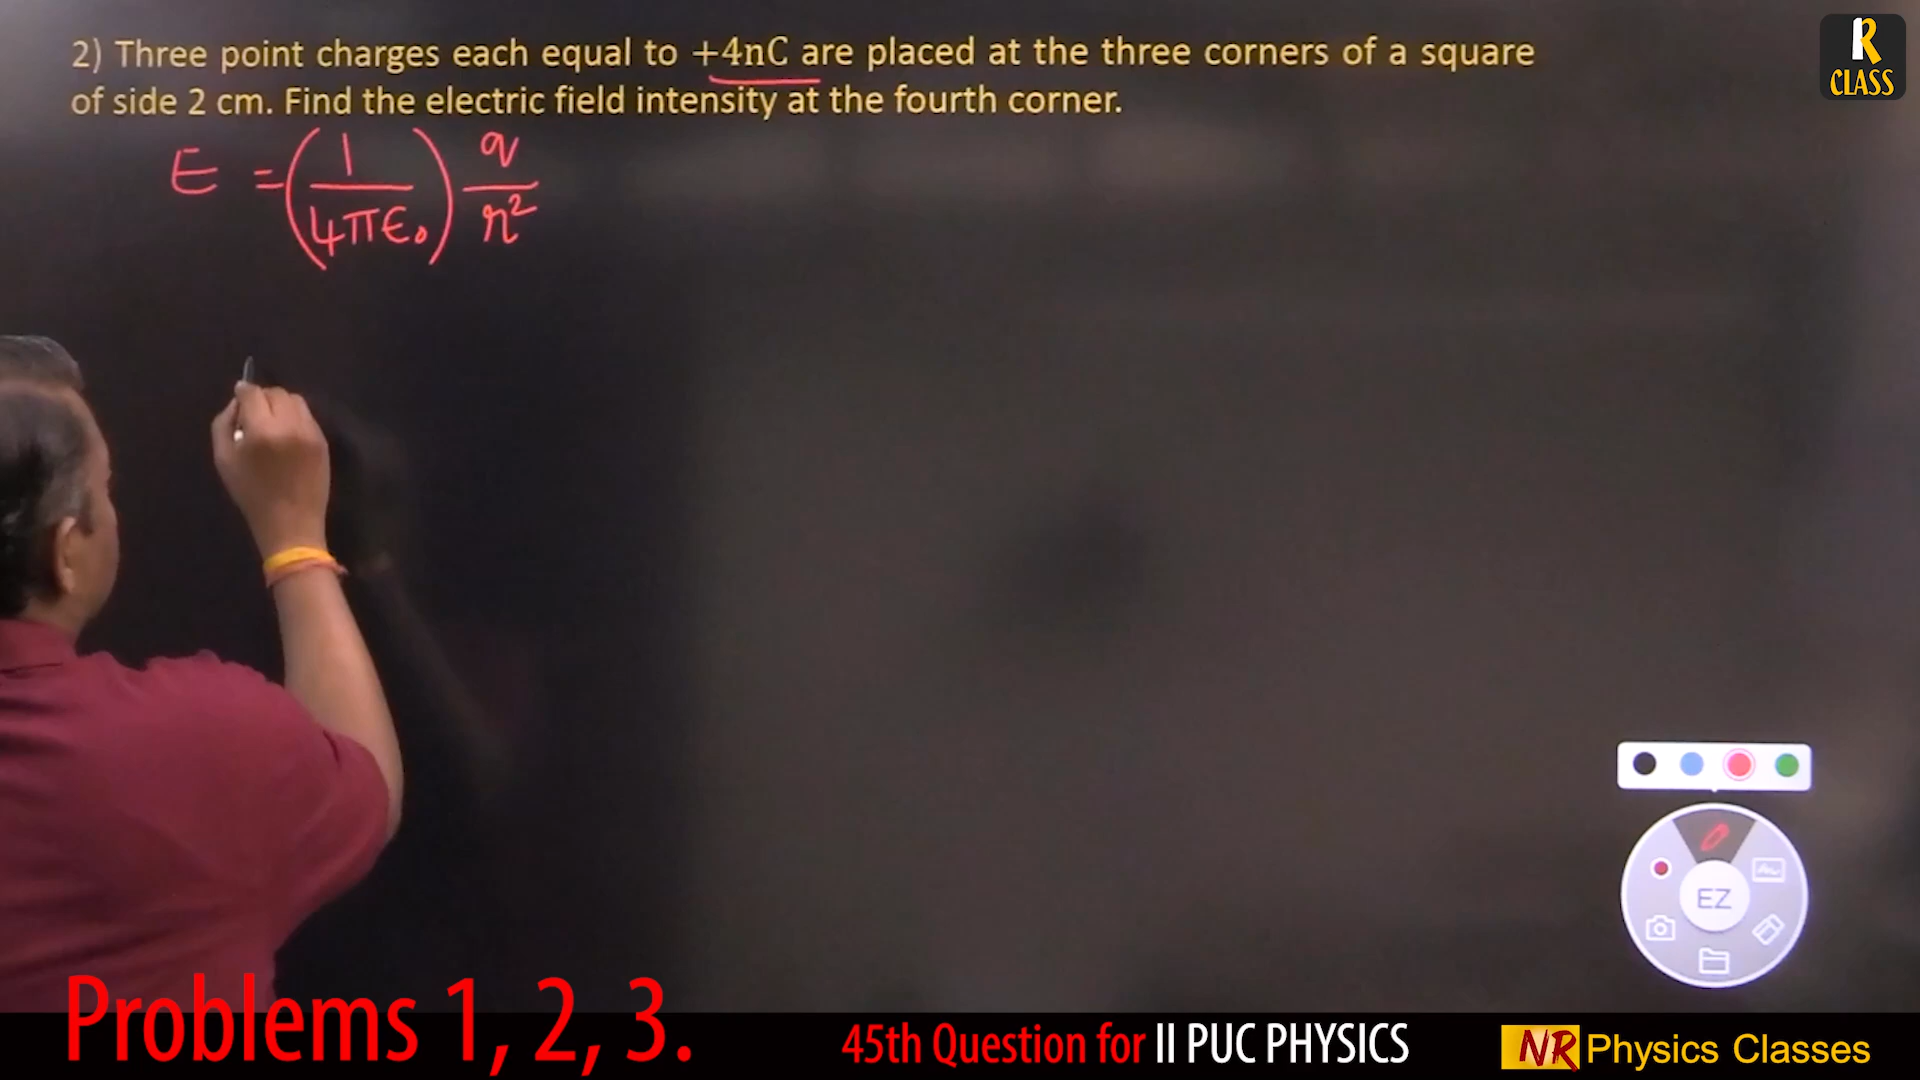 R
CLASS
2) Three point charges each equal to +4nC are placed at the three corners of a square
of side 2 cm. Find the electric field intensity at the fourth corner.
E = (1/4πϵ₀) q/r²
EZ
Problems 1, 2, 3.
45th Question for II PUC PHYSICS
NR Physics Classes